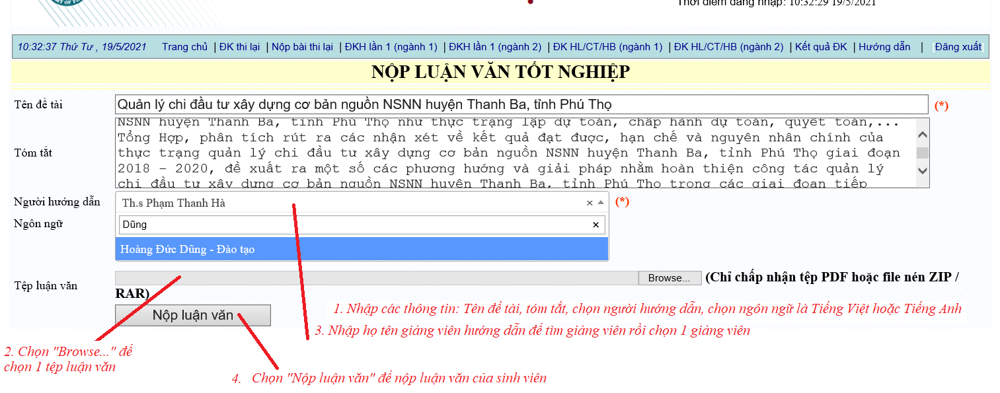 Thời điểm đăng nhập: 10:32:29 19/5/2021
10:32:37 Thứ Tư , 19/5/2021 Trang chủ | ĐK thi lại | Nộp bài thi lại | ĐKH lần 1 (ngành 1) | ĐKH lần 1 (ngành 2) | ĐK HL/CT/HB (ngành 1) | ĐK HL/CT/HB (ngành 2) | Kết quả ĐK | Hướng dẫn | [Đăng xuất]
NỘP LUẬN VĂN TỐT NGHIỆP
Tên đề tài Quản lý chi đầu tư xây dựng cơ bản nguồn NSNN huyện Thanh Ba, tỉnh Phú Thọ (*)
NSNN huyện Thanh Ba, tỉnh Phú Thọ như thực trạng lập dự toán, chấp hành dự toán, quyết toán,...
Tổng Hợp, phân tích rút ra các nhận xét về kết quả đạt được, hạn chế và nguyên nhân chính của
Tóm tắt thực trạng quản lý chi đầu tư xây dựng cơ bản nguồn NSNN huyện Thanh Ba, tỉnh Phú Thọ giai đoạn
2018 – 2020, đề xuất ra một số các phương hướng và giải pháp nhằm hoàn thiện công tác quản lý
chi đầu tư xây dựng cơ bản nguồn NSNN huyện Thanh Ba, tỉnh Phú Thọ trong các giai đoạn tiếp
Người hướng dẫn Th.s Phạm Thanh Hà × (*)
Ngôn ngữ Dũng ×
Hoàng Đức Dũng - Đào tạo
Tệp luận văn Browse... (Chỉ chấp nhận tệp PDF hoặc file nén ZIP /
RAR)
Nộp luận văn
1. Nhập các thông tin: Tên đề tài, tóm tắt, chọn người hướng dẫn, chọn ngôn ngữ là Tiếng Việt hoặc Tiếng Anh
3. Nhập họ tên giảng viên hướng dẫn để tìm giảng viên rồi chọn 1 giảng viên
2. Chọn "Browse..." để
chọn 1 tệp luận văn
4. Chọn "Nộp luận văn" để nộp luận văn của sinh viên